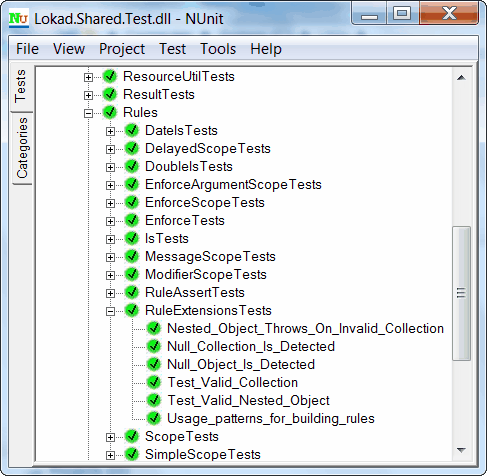 Lokad.Shared.Test.dll - NUnit
File View Project Test Tools Help
Tests
Categories
ResourceUtilTests
ResultTests
Rules
DateIsTests
DelayedScopeTests
DoubleIsTests
EnforceArgumentScopeTests
EnforceScopeTests
EnforceTests
IsTests
MessageScopeTests
ModifierScopeTests
RuleAssertTests
RuleExtensionsTests
Nested_Object_Throws_On_Invalid_Collection
Null_Collection_Is_Detected
Null_Object_Is_Detected
Test_Valid_Collection
Test_Valid_Nested_Object
Usage_patterns_for_building_rules
ScopeTests
SimpleScopeTests